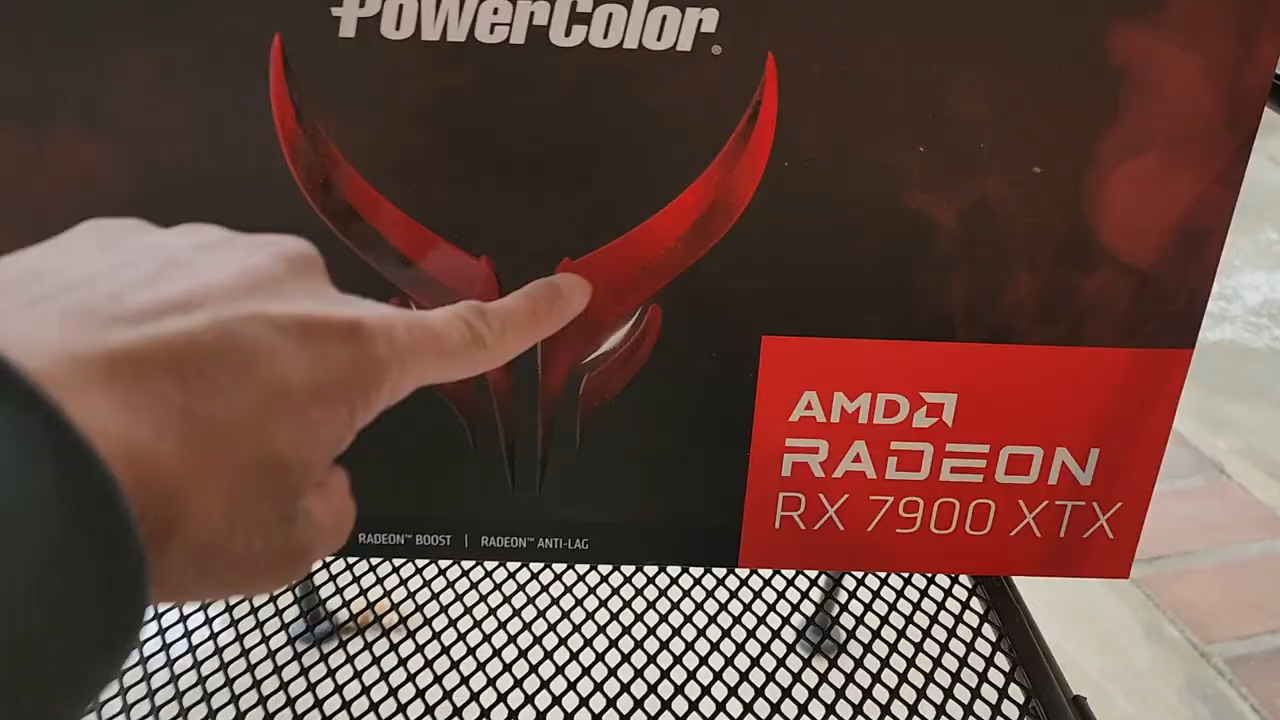 PowerColor®
AMD
RADEON
RX 7900 XTX
RADEON™ BOOST | RADEON™ ANTI-LAG